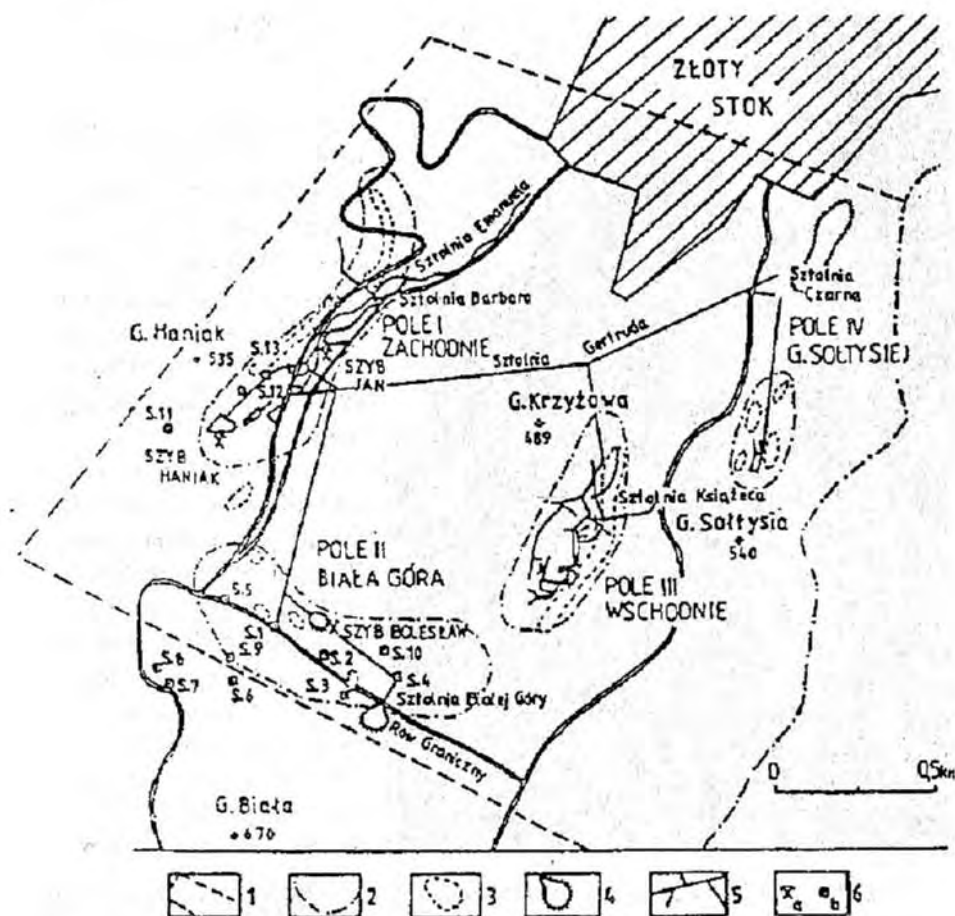 ZŁOTY
STOK
Sztolnia Emanuela
Sztolnia Barbara
POLE I
ZACHODNIE
SZYB
JAN
Sztolnia
Gertruda
Sztolnia
Czarna
POLE IV
G. SOŁTYSIEJ
G. Haniak
535
S.13
S.12
S.11
SZYB
HANIAK
G. Krzyżowa
489
Sztolnia Książęca
G. Sołtysia
540
POLE II
BIAŁA GÓRA
POLE III
WSCHODNIE
S.5
S.1
SZYB BOLESŁAW
S.9
S.2
S.10
S.8
S.7
S.6
S.3
S.4
Sztolnia Białej Góry
Rów Graniczny
0 0,5km
G. Biała
670
1 2 3 4 5 a b 6